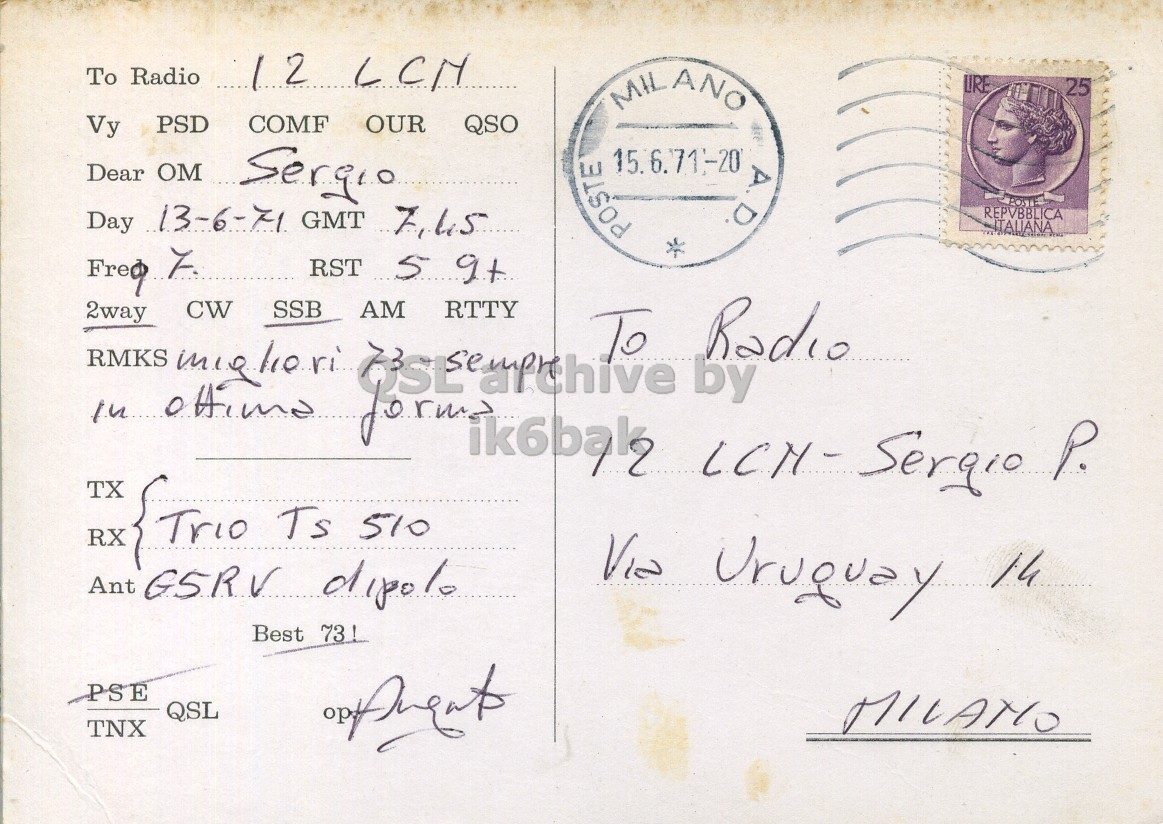 To Radio I2 LCM
Vy PSD COMF OUR QSO
Dear OM Sergio
Day 13-6-71 GMT 7,45
Freq 7. RST 5 9+
2way CW SSB AM RTTY
RMKS migliori 73 - sempre
in ottima forma
TX
RX Trio Ts 510
Ant G5RV dipolo
Best 73!
PSE
TNX QSL op.
POSTE MILANO A.D.
15.6.'71.-20
*
LIRE 25
POSTE
REPVBBLICA
ITALIANA
To Radio
I2 LCM - Sergio P.
Via Uruguay 14
MILANO
QSL archive by
ik6bak